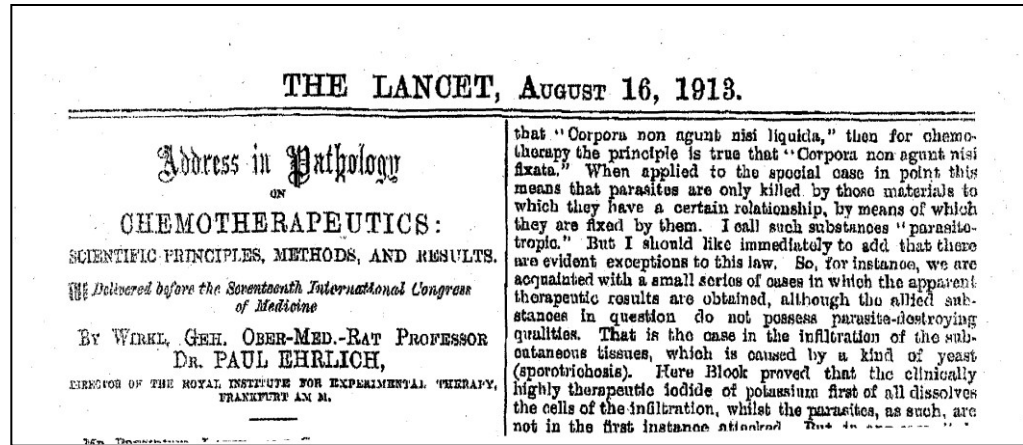 THE LANCET, AUGUST 16, 1913.
Address in Pathology
ON
CHEMOTHERAPEUTICS:
SCIENTIFIC PRINCIPLES, METHODS, AND RESULTS.
Delivered before the Seventeenth International Congress
of Medicine
BY WIRKL. GEH. OBER-MED.-RAT PROFESSOR
DR. PAUL EHRLICH,
DIRECTOR OF THE ROYAL INSTITUTE FOR EXPERIMENTAL THERAPY,
FRANKFURT AM M.
that "Corpora non agunt nisi liquida," then for chemo-
therapy the principle is true that "Corpora non agunt nisi
fixata." When applied to the special case in point this
means that parasites are only killed by those materials to
which they have a certain relationship, by means of which
they are fixed by them. I call such substances "parasito-
tropic." But I should like immediately to add that there
are evident exceptions to this law. So, for instance, we are
acquainted with a small series of cases in which the apparent
therapeutic results are obtained, although the allied sub-
stances in question do not possess parasite-destroying
qualities. That is the case in the infiltration of the sub-
cutaneous tissues, which is caused by a kind of yeast
(sporotrichosis). Here Block proved that the clinically
highly therapeutic iodide of potassium first of all dissolves
the cells of the infiltration, whilst the parasites, as such, are
not in the first instance attacked. But in